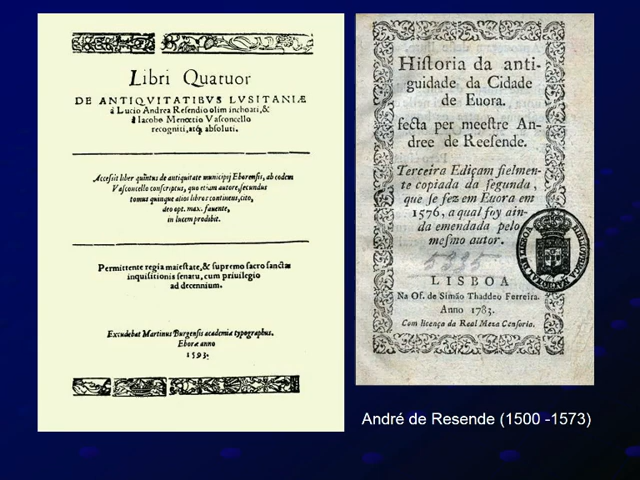 Libri Quatuor
DE ANTIQVITATIBVS LVSITANIÆ
à Lucio Andrea Resendio olim inchoati, &
à Iacobo Menœtio Vasconcello
recogniti, atq; absoluti.
Accessit liber quintus de antiquitate municipij Eborensis, ab eodem
Vasconcello conscriptus, quo etiam autore, secundus
tomus quinque alios libros continens, cito,
deo opt. max. fauente,
in lucem prodibit.
Permittente regia maiestate, & supremo sacro sanctæ
inquisitionis senatu, cum priuilegio
ad decennium.
Excudebat Martinus Burgensis academiæ typographus.
Eboræ anno
1593.
Historia da anti-
guidade da Cidade
de Euora.
fecta per meestre An-
dree de Reesende.
Terceira Ediçam fielmen-
te copiada da segunda,
que se fez em Euora em
1576, a qual foy ain-
da emendada pelo
mesmo autor.
5335
LISBOA
Na Of. de Simão Thaddeo Ferreira.
Anno 1783.
Com licença da Real Meza Censoria.
André de Resende (1500 -1573)